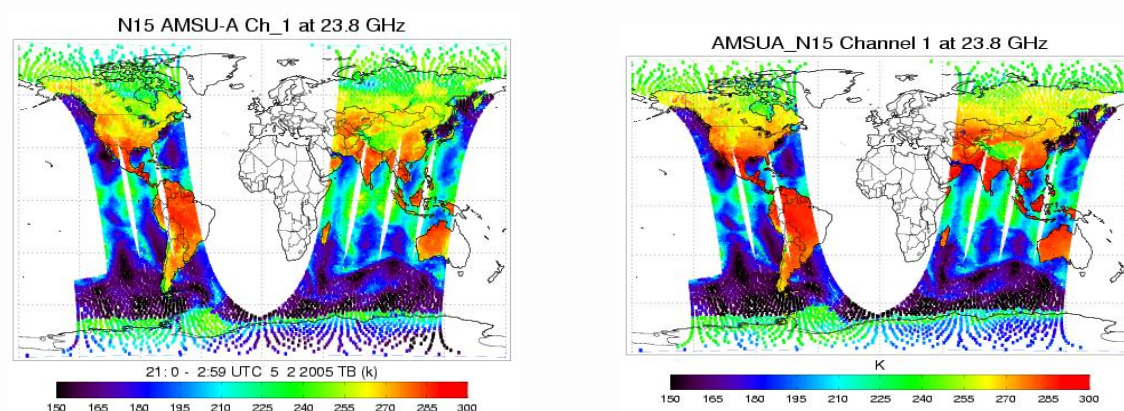 N15 AMSU-A Ch_1 at 23.8 GHz
21: 0 - 2:59 UTC 5 2 2005 TB (k)
150 165 180 195 210 225 240 255 270 285 300
AMSUA_N15 Channel 1 at 23.8 GHz
K
150 165 180 195 210 225 240 255 270 285 300